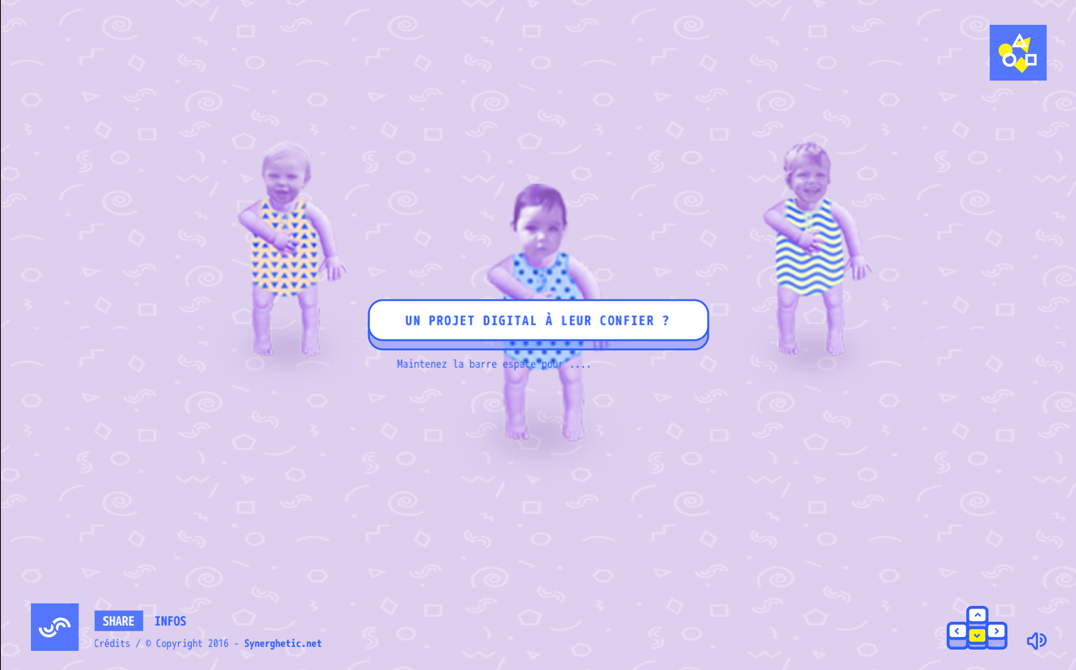 UN PROJET DIGITAL À LEUR CONFIER ?
Maintenez la barre espace pour ....
SHARE INFOS
Crédits / © Copyright 2016 - Synerghetic.net